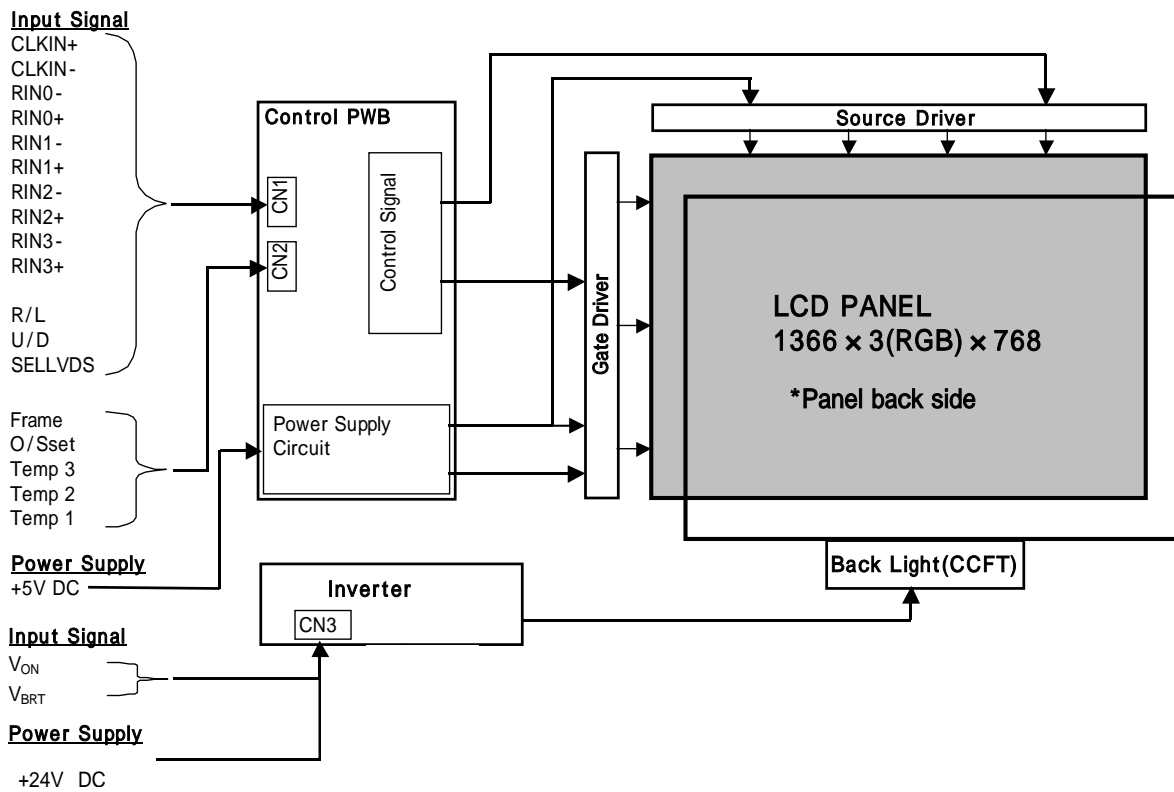 Input Signal
CLKIN+
CLKIN-
RIN0-
RIN0+
RIN1-
RIN1+
RIN2-
RIN2+
RIN3-
RIN3+
R/L
U/D
SELLVDS
Frame
O/Sset
Temp 3
Temp 2
Temp 1
Power Supply
+5V DC
Input Signal
VON
VBRT
Power Supply
+24V DC
Control PWB
CN1
CN2
Control Signal
Power Supply
Circuit
Inverter
CN3
Gate Driver
Source Driver
LCD PANEL
1366 × 3(RGB) × 768
*Panel back side
Back Light(CCFT)